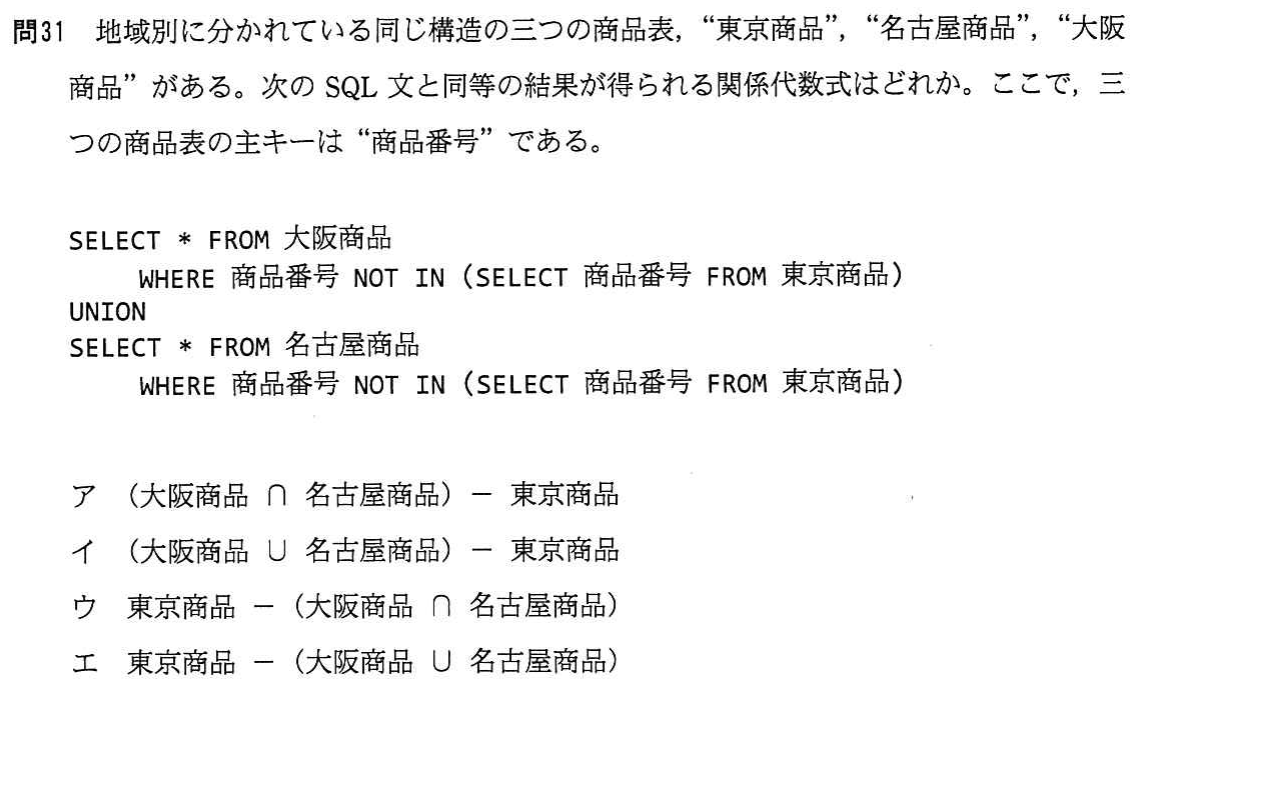 問31 地域別に分かれている同じ構造の三つの商品表，“東京商品”，“名古屋商品”，“大阪
商品”がある。次の SQL 文と同等の結果が得られる関係代数式はどれか。ここで，三
つの商品表の主キーは“商品番号”である。
SELECT * FROM 大阪商品
WHERE 商品番号 NOT IN (SELECT 商品番号 FROM 東京商品)
UNION
SELECT * FROM 名古屋商品
WHERE 商品番号 NOT IN (SELECT 商品番号 FROM 東京商品)
ア （大阪商品 ∩ 名古屋商品）－ 東京商品
イ （大阪商品 ∪ 名古屋商品）－ 東京商品
ウ 東京商品 －（大阪商品 ∩ 名古屋商品）
エ 東京商品 －（大阪商品 ∪ 名古屋商品）